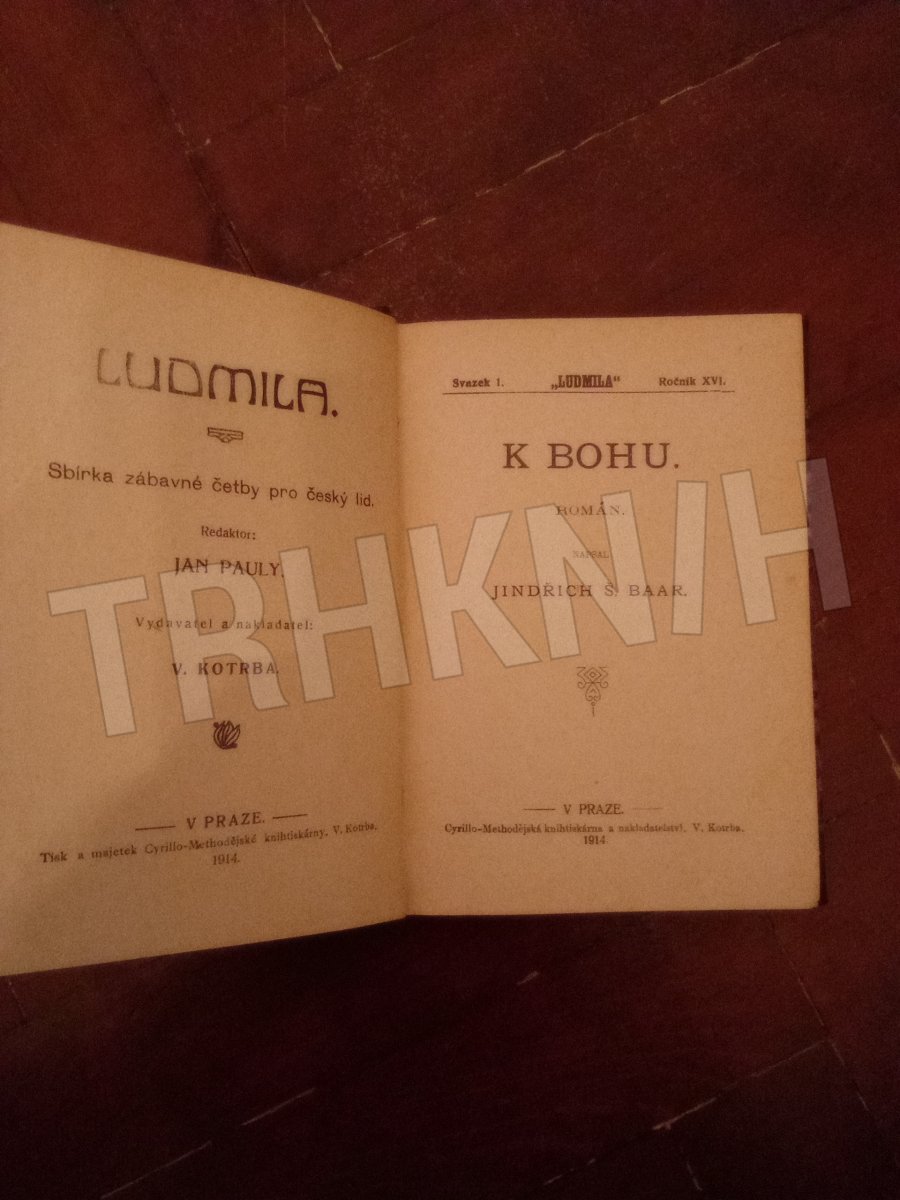 LUDMILA.
Sbírka zábavné četby pro český lid.
Redaktor:
JAN PAULY.
Vydavatel a nakladatel:
V. KOTRBA.
V PRAZE.
Tisk a majetek Cyrillo-Methodějské knihtiskárny, V. Kotrba.
1914.
Svazek 1. „LUDMILA“ Ročník XVI.
K BOHU.
ROMÁN.
NAPSAL
JINDŘICH Š. BAAR.
V PRAZE.
Cyrillo-Methodějská knihtiskárna a nakladatelství, V. Kotrba.
1914
TRHKNIH